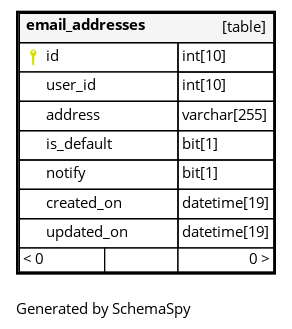 email_addresses [table]
id int[10]
user_id int[10]
address varchar[255]
is_default bit[1]
notify bit[1]
created_on datetime[19]
updated_on datetime[19]
< 0 0 >
Generated by SchemaSpy